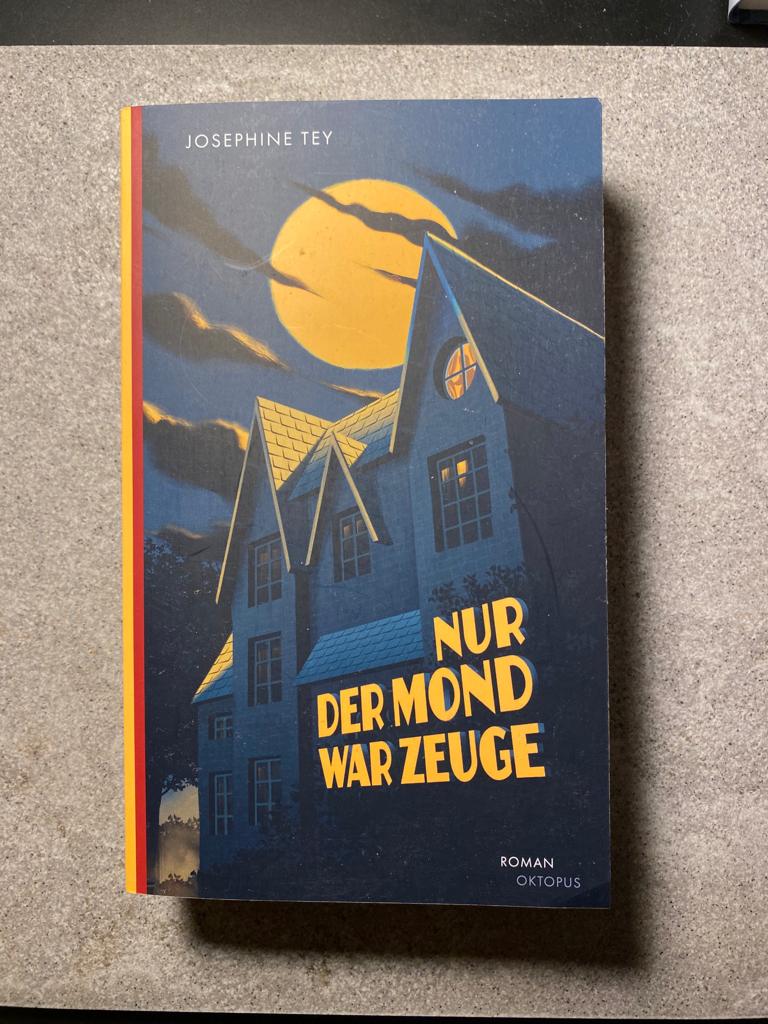 JOSEPHINE TEY
NUR
DER MOND
WAR ZEUGE
ROMAN
OKTOPUS